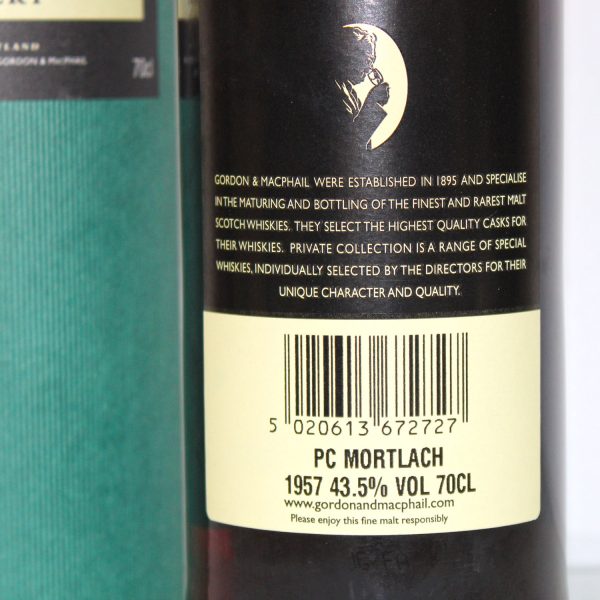 TLAND
GORDON & MACPHAIL
70cl
GORDON & MACPHAIL WERE ESTABLISHED IN 1895 AND SPECIALISE
IN THE MATURING AND BOTTLING OF THE FINEST AND RAREST MALT
SCOTCH WHISKIES. THEY SELECT THE HIGHEST QUALITY CASKS FOR
THEIR WHISKIES. PRIVATE COLLECTION IS A RANGE OF SPECIAL
WHISKIES, INDIVIDUALLY SELECTED BY THE DIRECTORS FOR THEIR
UNIQUE CHARACTER AND QUALITY.
5 020613 672727
PC MORTLACH
1957 43.5% VOL 70CL
www.gordonandmacphail.com
Please enjoy this fine malt responsibly